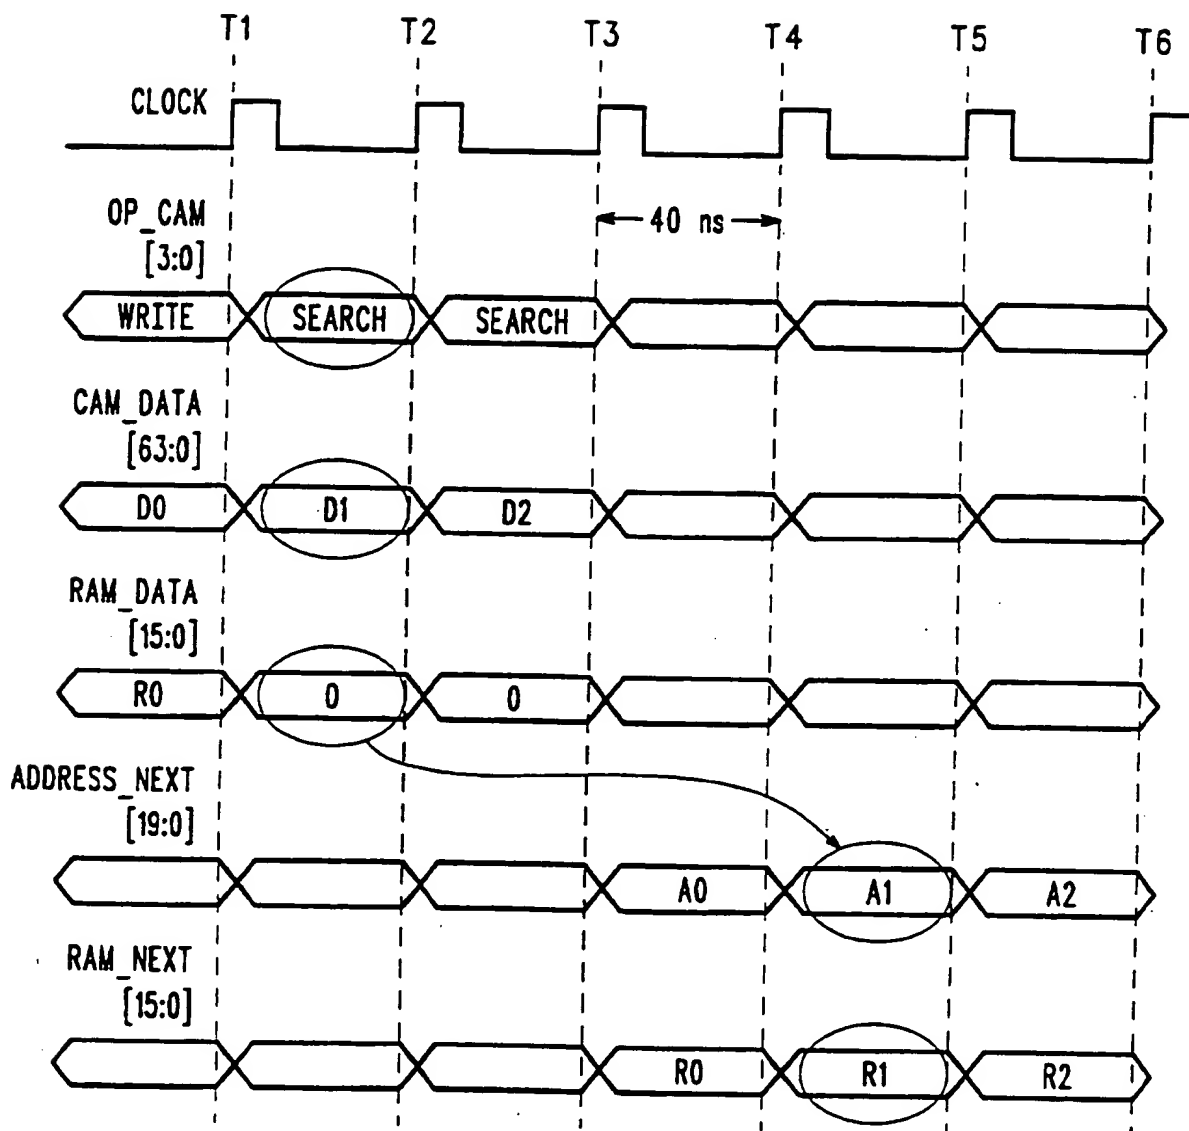 T1 T2 T3 T4 T5 T6
CLOCK
OP_CAM
[3:0]
40 ns
WRITE SEARCH SEARCH
CAM_DATA
[63:0]
D0 D1 D2
RAM_DATA
[15:0]
R0 0 0
ADDRESS_NEXT
[19:0]
A0 A1 A2
RAM_NEXT
[15:0]
R0 R1 R2